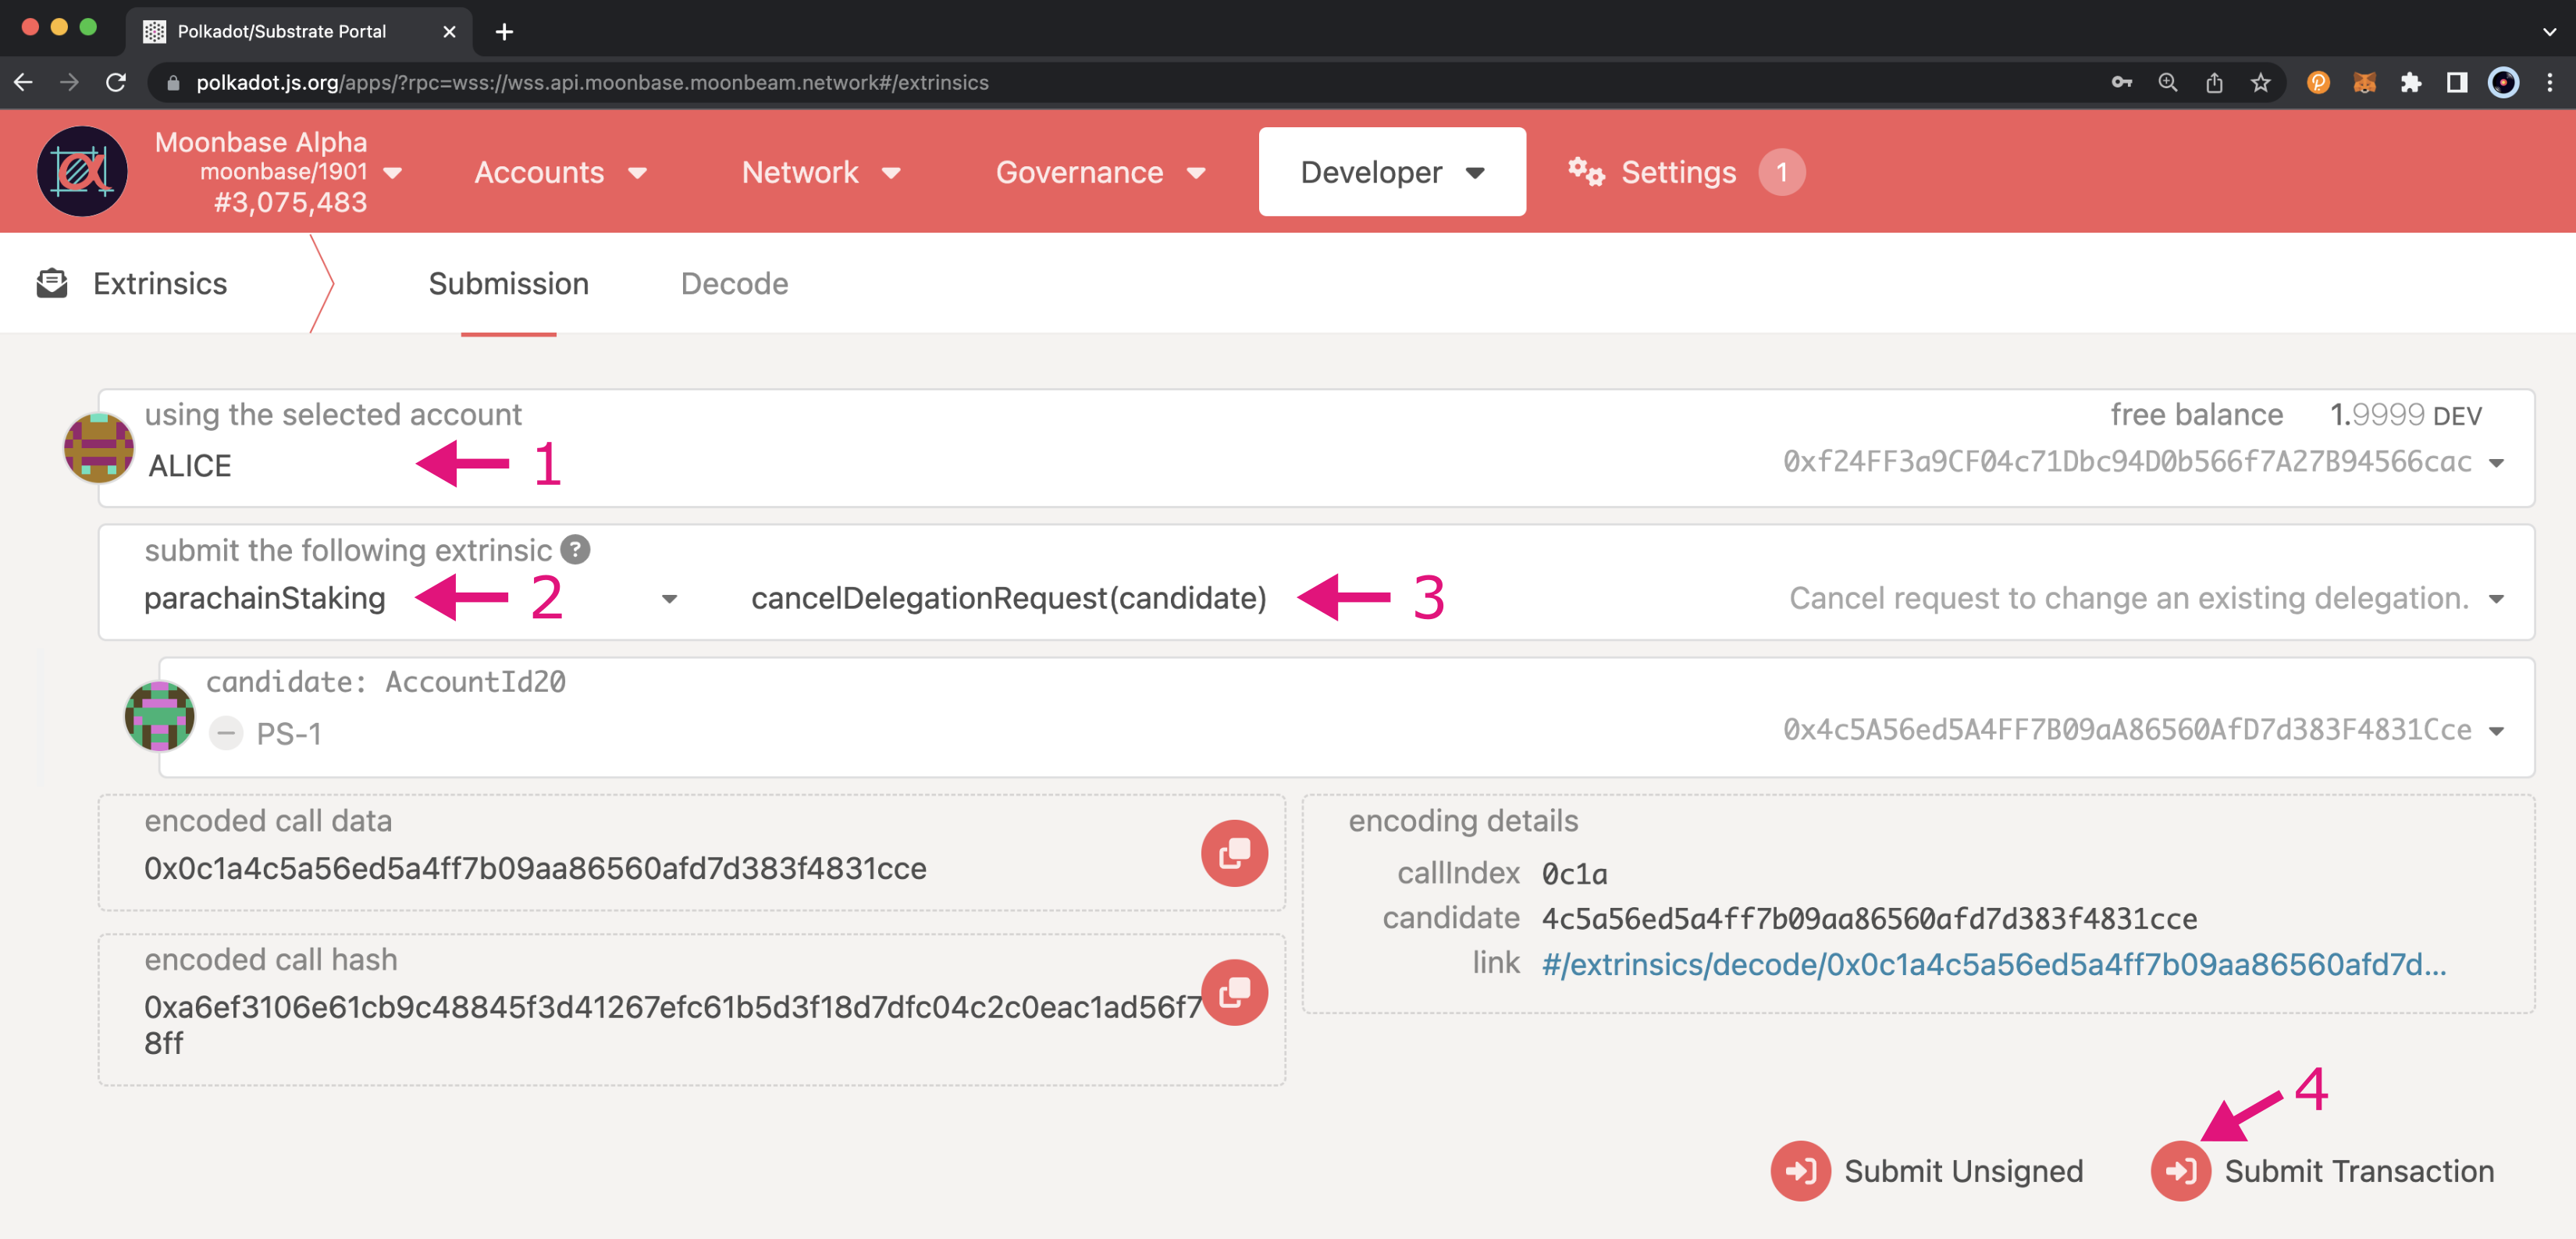 Polkadot/Substrate Portal
polkadot.js.org/apps/?rpc=wss://wss.api.moonbase.moonbeam.network#/extrinsics
Moonbase Alpha
moonbase/1901
#3,075,483
Accounts
Network
Governance
Developer
Settings
1
Extrinsics
Submission
Decode
using the selected account
free balance 1.9999 DEV
ALICE
1
0xf24FF3a9CF04c71Dbc94D0b566f7A27B94566cac
submit the following extrinsic ?
parachainStaking
2
cancelDelegationRequest(candidate)
3
Cancel request to change an existing delegation.
candidate: AccountId20
PS-1
0x4c5A56ed5A4FF7B09aA86560AfD7d383F4831Cce
encoded call data
0x0c1a4c5a56ed5a4ff7b09aa86560afd7d383f4831cce
encoding details
callIndex 0c1a
candidate 4c5a56ed5a4ff7b09aa86560afd7d383f4831cce
link #/extrinsics/decode/0x0c1a4c5a56ed5a4ff7b09aa86560afd7d...
encoded call hash
0xa6ef3106e61cb9c48845f3d41267efc61b5d3f18d7dfc04c2c0eac1ad56f7
8ff
4
Submit Unsigned
Submit Transaction